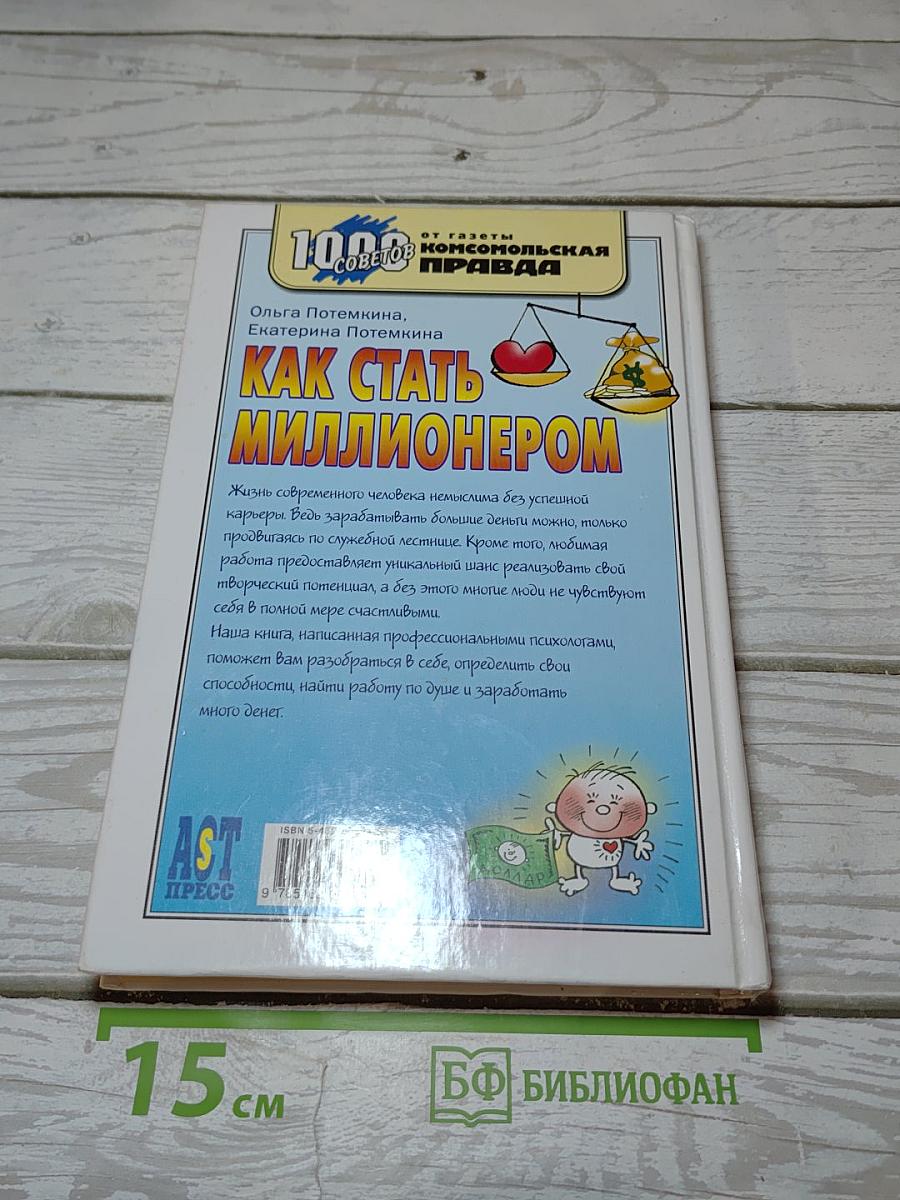 1000
СОВЕТОВ
от газеты
КОМСОМОЛЬСКАЯ
ПРАВДА
Ольга Потемкина,
Екатерина Потемкина
КАК СТАТЬ
МИЛЛИОНЕРОМ
Жизнь современного человека немыслима без успешной
карьеры. Ведь зарабатывать большие деньги можно, только
продвигаясь по служебной лестнице. Кроме того, любимая
работа предоставляет уникальный шанс реализовать свой
творческий потенциал, а без этого многие люди не чувствуют
себя в полной мере счастливыми.
Наша книга, написанная профессиональными психологами,
поможет вам разобраться в себе, определить свои
способности, найти работу по душе и заработать
много денег.
AST
ПРЕСС
ISBN
ДОЛЛАР
15 см
БФ БИБЛИОФАН